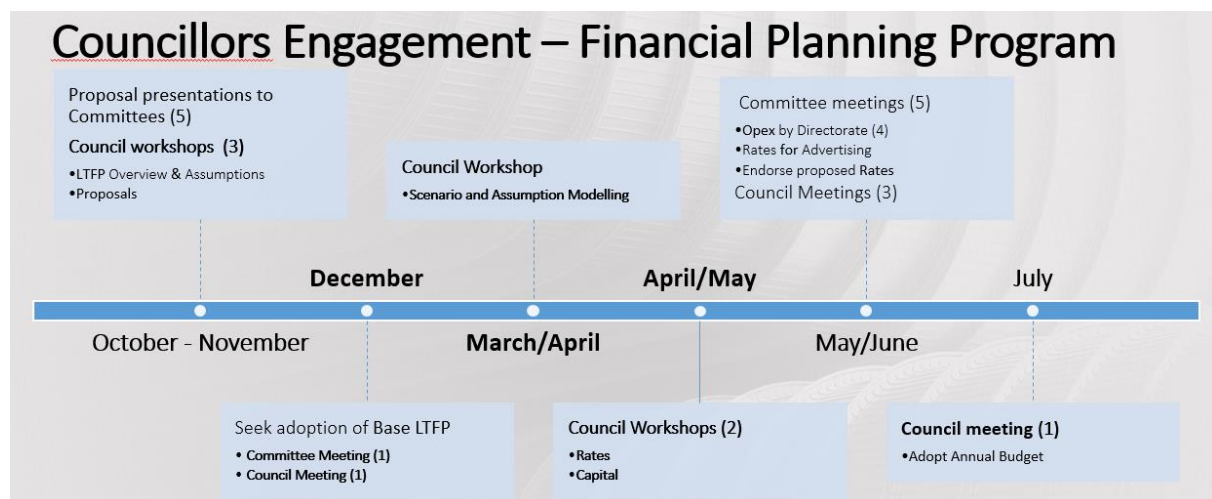 Councillors Engagement – Financial Planning Program
Proposal presentations to
Committees (5)
Council workshops (3)
•LTFP Overview & Assumptions
•Proposals
Council Workshop
•Scenario and Assumption Modelling
Committee meetings (5)
•Opex by Directorate (4)
•Rates for Advertising
•Endorse proposed Rates
Council Meetings (3)
December
April/May
July
October - November
March/April
May/June
Seek adoption of Base LTFP
• Committee Meeting (1)
• Council Meeting (1)
Council Workshops (2)
•Rates
•Capital
Council meeting (1)
•Adopt Annual Budget